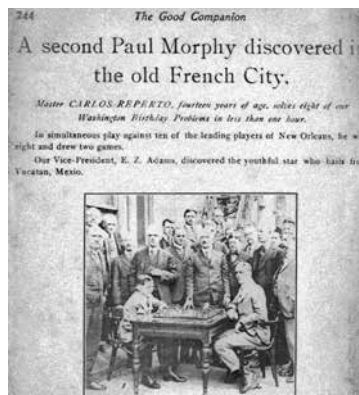 244 The Good Companion
A second Paul Morphy discovered i
the old French City.
Master CARLOS REPERTO, fourteen years of age, solves eight of our
Washington Birthday Problems in less than one hour.
In simultaneous play against ten of the leading players of New Orleans, he w
eight and drew two games.
Our Vice-President, E. Z. Adams, discovered the youthful star who hails fr
Yucatan, Mexio.